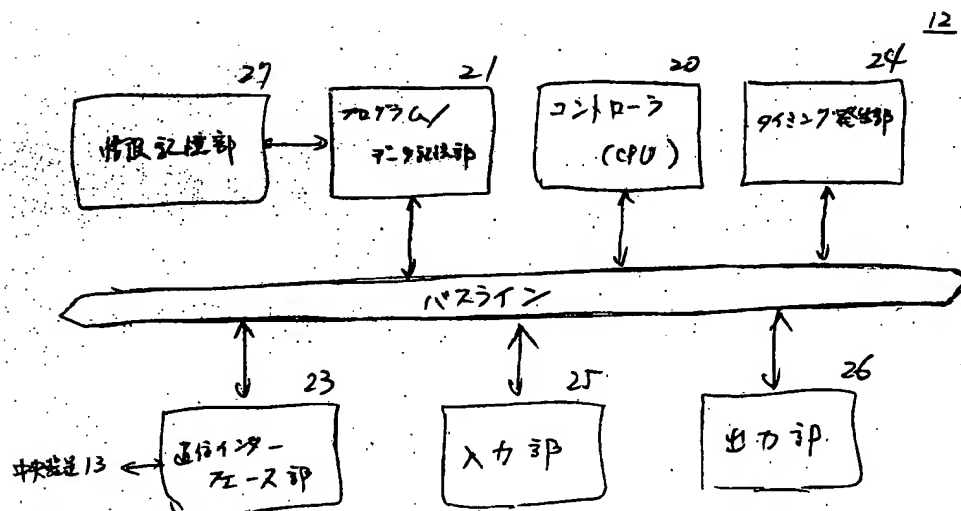 12
27
情報記憶部
21
プログラム/
データ記憶部
20
コントローラ
(CPU)
24
タイミング発生部
バスライン
23
通信インター
フェース部
中央装置13
25
入力部
26
出力部